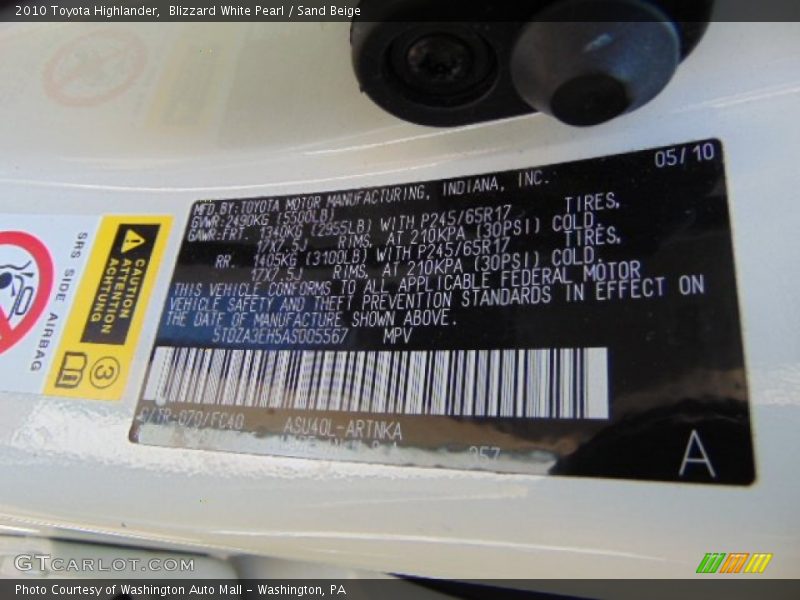 2010 Toyota Highlander, Blizzard White Pearl / Sand Beige
05/10
MFD.BY:TOYOTA MOTOR MANUFACTURING, INDIANA, INC.
GVWR:2490KG (5500LB)
GAWR:FRT. 1340KG (2955LB) WITH P245/65R17 TIRES,
17X7.5J RIMS, AT 210KPA (30PSI) COLD.
RR. 1405KG (3100LB) WITH P245/65R17 TIRES,
17X7.5J RIMS, AT 210KPA (30PSI) COLD.
THIS VEHICLE CONFORMS TO ALL APPLICABLE FEDERAL MOTOR
VEHICLE SAFETY AND THEFT PREVENTION STANDARDS IN EFFECT ON
THE DATE OF MANUFACTURE SHOWN ABOVE.
5TDZA3EH5AS005567 MPV
C/TR-070/FC40 ASU40L-ARTNKA
057
A
SRS SIDE AIRBAG
CAUTION
ATTENTION
ACHTUNG
3
GTCARLOT.COM
Photo Courtesy of Washington Auto Mall - Washington, PA